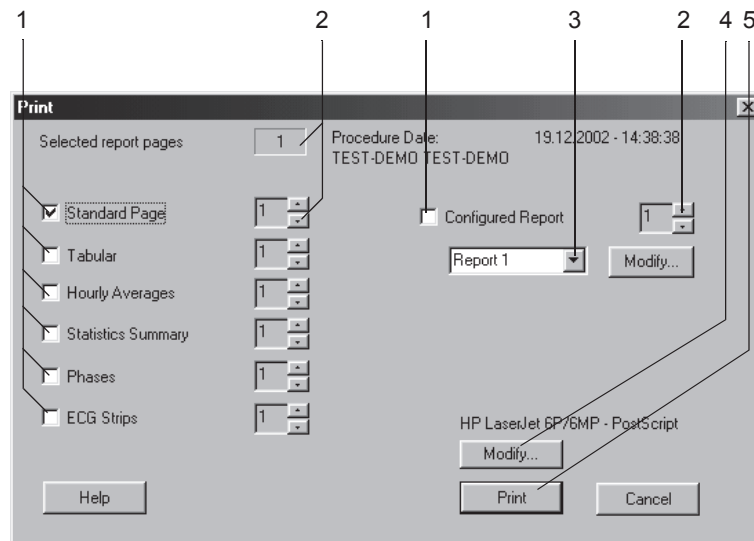 1 2 1 3 2 4 5
Print
Selected report pages 1 Procedure Date: 19.12.2002 - 14:38:38
TEST-DEMO TEST-DEMO
Standard Page 1 Configured Report 1
Tabular 1 Report 1 Modify...
Hourly Averages 1
Statistics Summary 1
Phases 1
ECG Strips 1 HP LaserJet 6P/6MP - PostScript
Modify...
Help Print Cancel